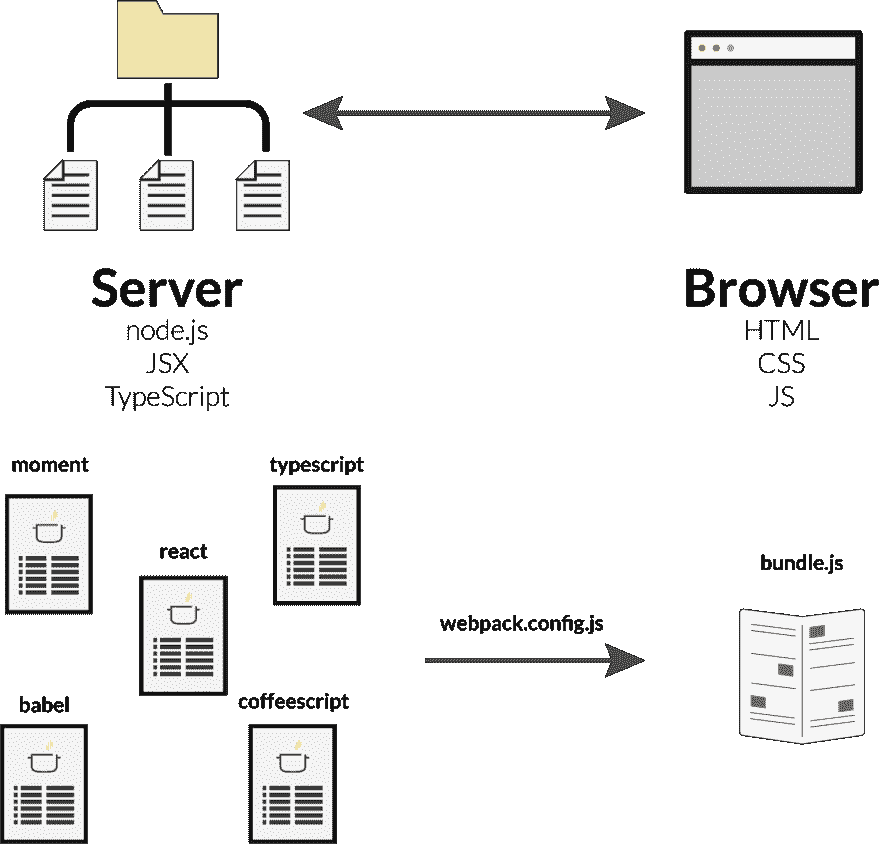 Server
node.js
JSX
TypeScript
Browser
HTML
CSS
JS
moment
typescript
react
babel
coffeescript
webpack.config.js
bundle.js